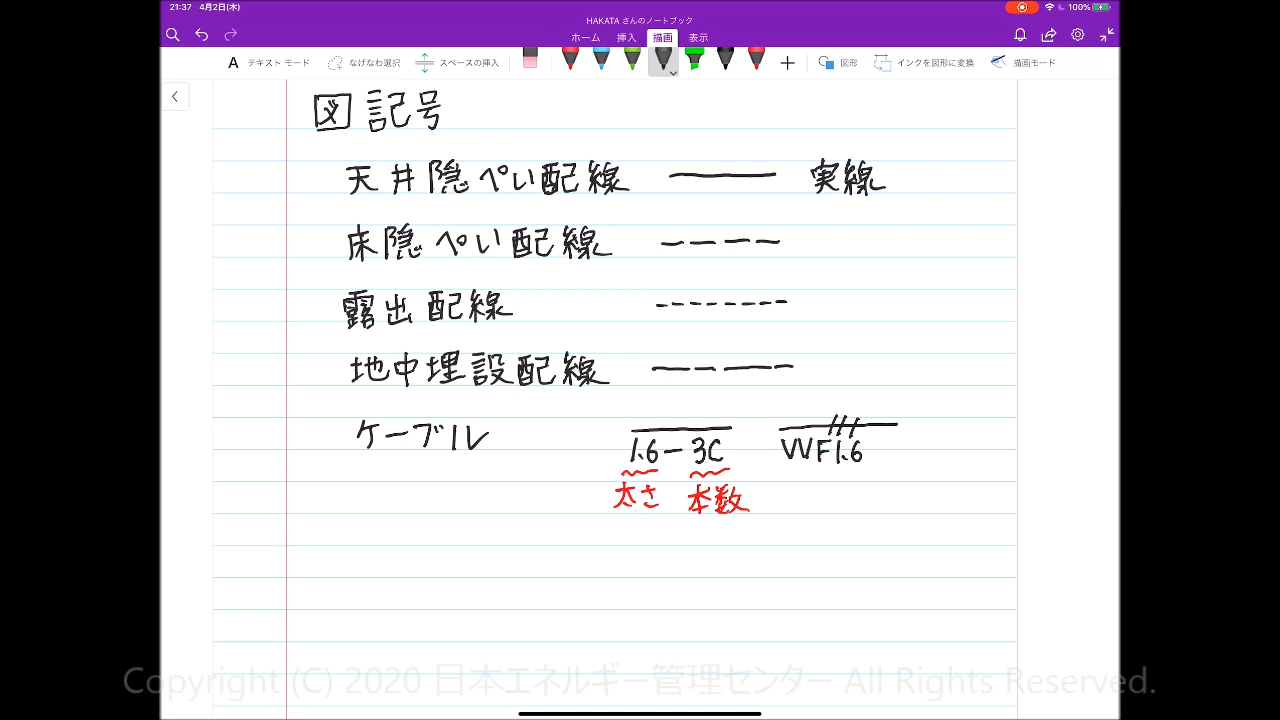 21:37 4月2日(木)
100%
HAKATA さんのノートブック
ホーム 挿入 描画 表示
A テキスト モード なげなわ選択 スペースの挿入 図形 インクを図形に変換 描画モード
図記号
天井隠ぺい配線 実線
床隠ぺい配線
露出配線
地中埋設配線
ケーブル 1.6-3C VVF1.6
太さ 本数
Copyright (C) 2020 日本エネルギー管理センター All Rights Reserved.